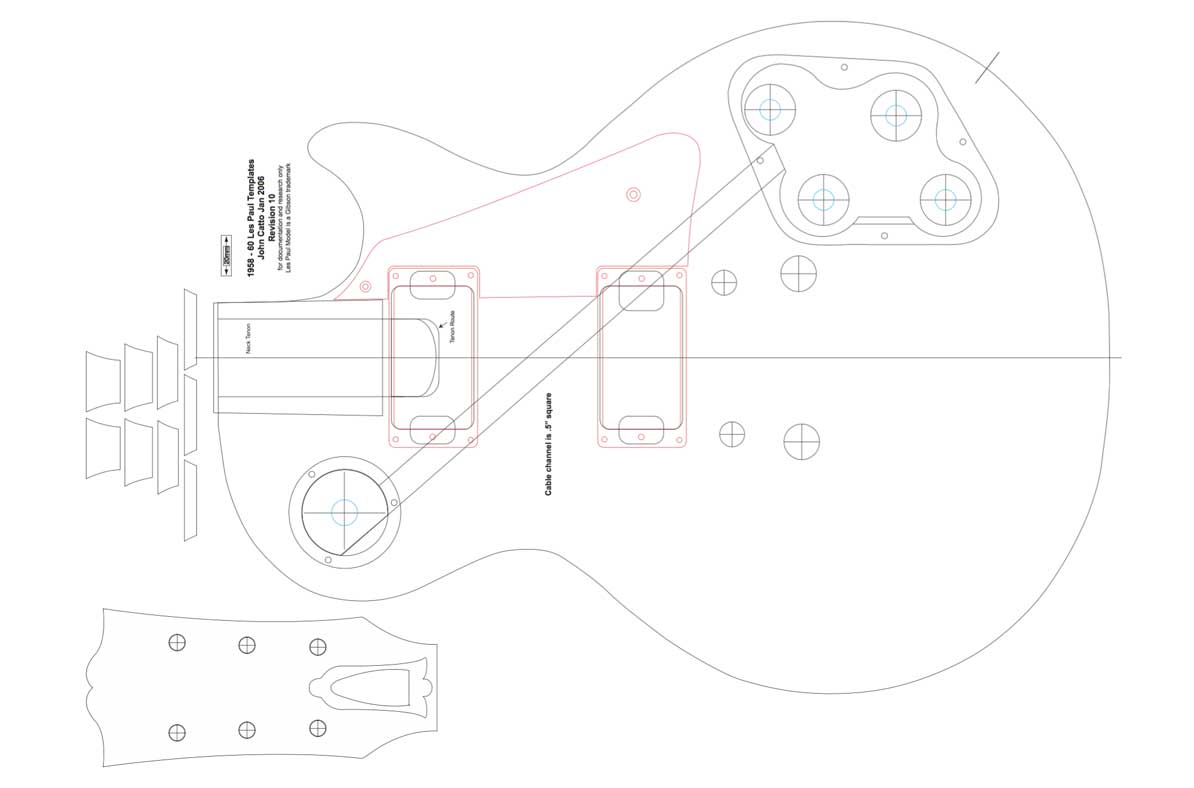 1958 - 60 Les Paul Templates
John Catto Jan 2006
Revision 10
for documentation and research only
Les Paul Model is a Gibson trademark
20mm
Neck Tenon
Tenon Route
Cable channel is .5" square